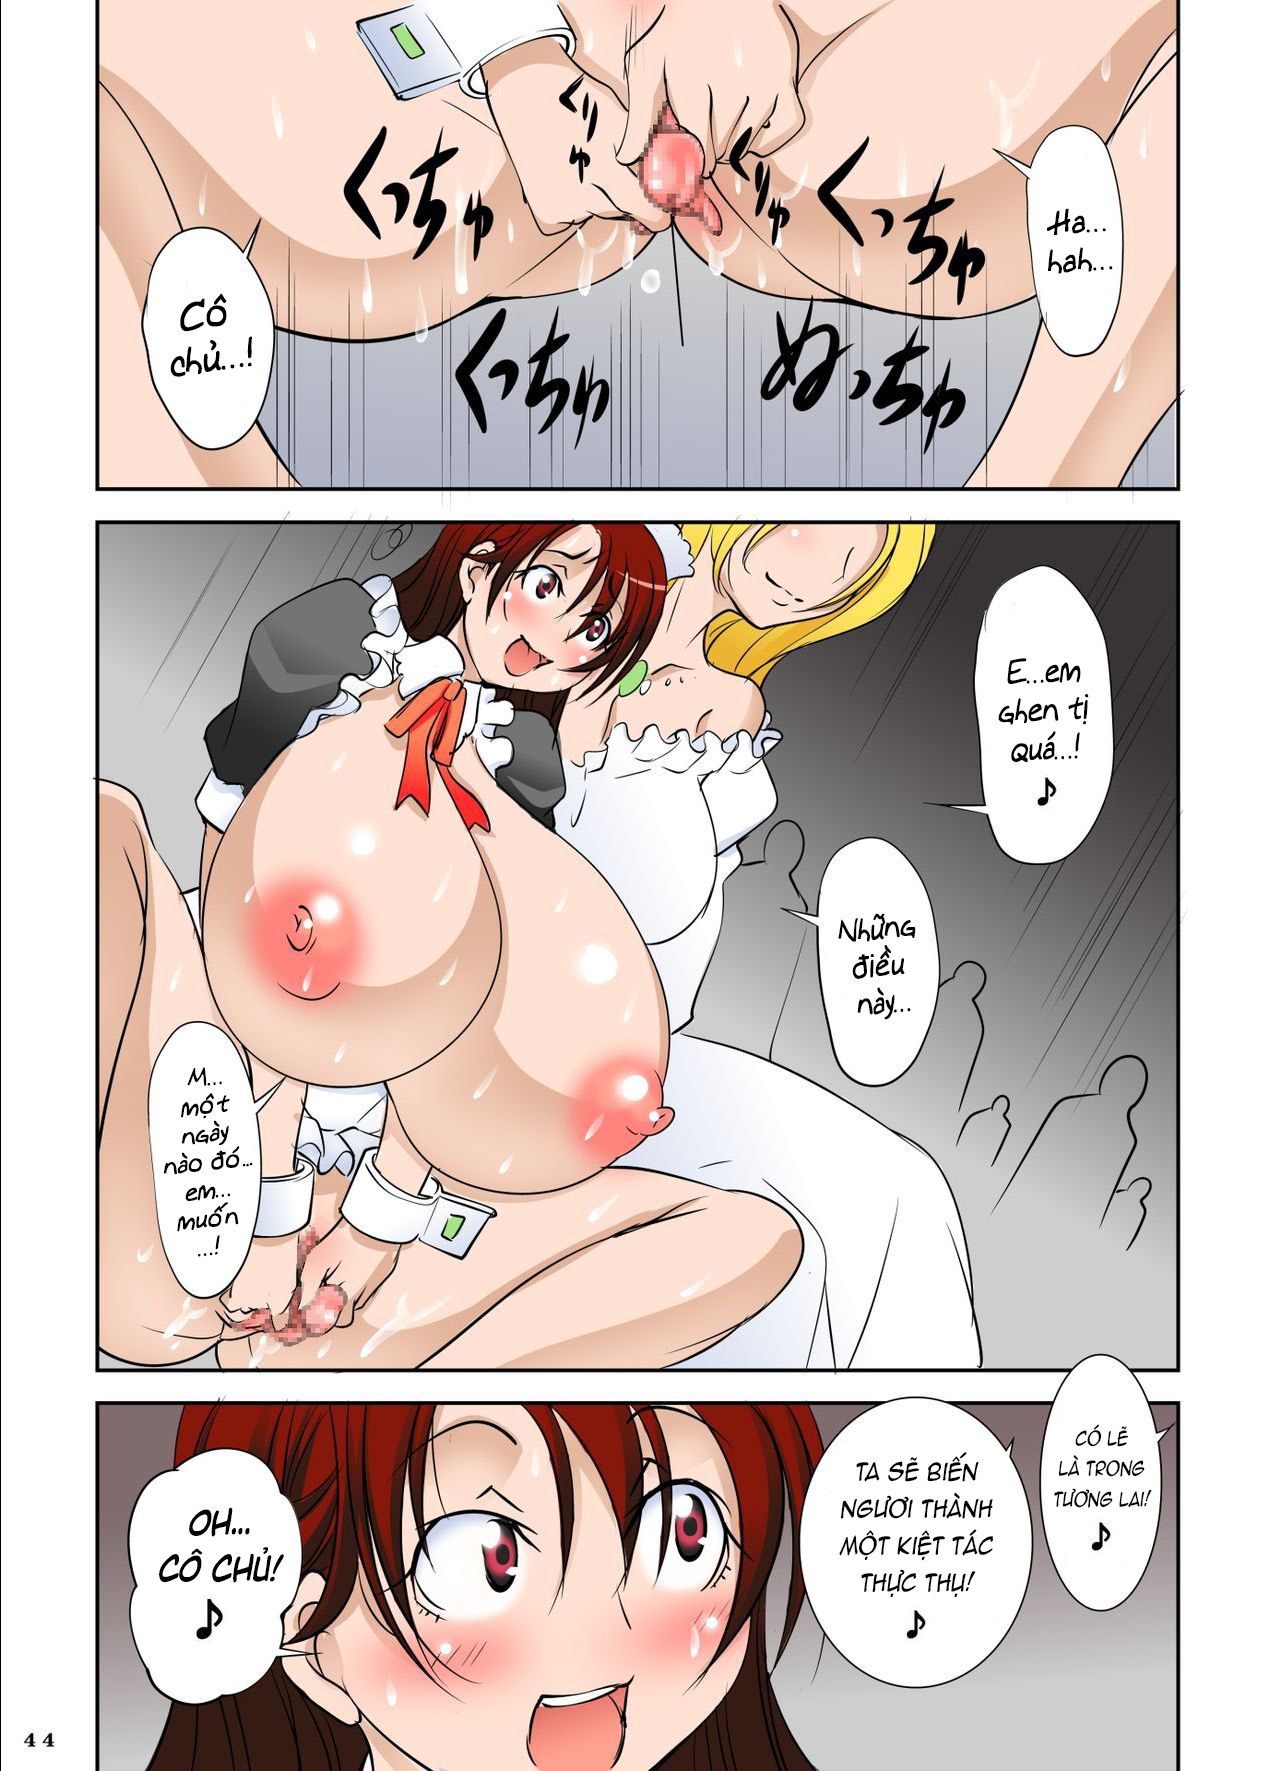 Ha...
hah...
くりゅ
くりゅ
くっちゅ
くっちゅ
くっちゅ
ぬっちゅ
Cô
chủ...!
E...em
ghen tị
quá...!
♪
Những
điều
này...
M...
một
ngày
nào đó...
em...
muốn
...!
CÓ LẼ
LÀ TRONG
TƯƠNG LAI!
♪
TA SẼ BIẾN
NGƯƠI THÀNH
MỘT KIỆT TÁC
THỰC THỤ!
♪
OH...
CÔ CHỦ!
♪
44